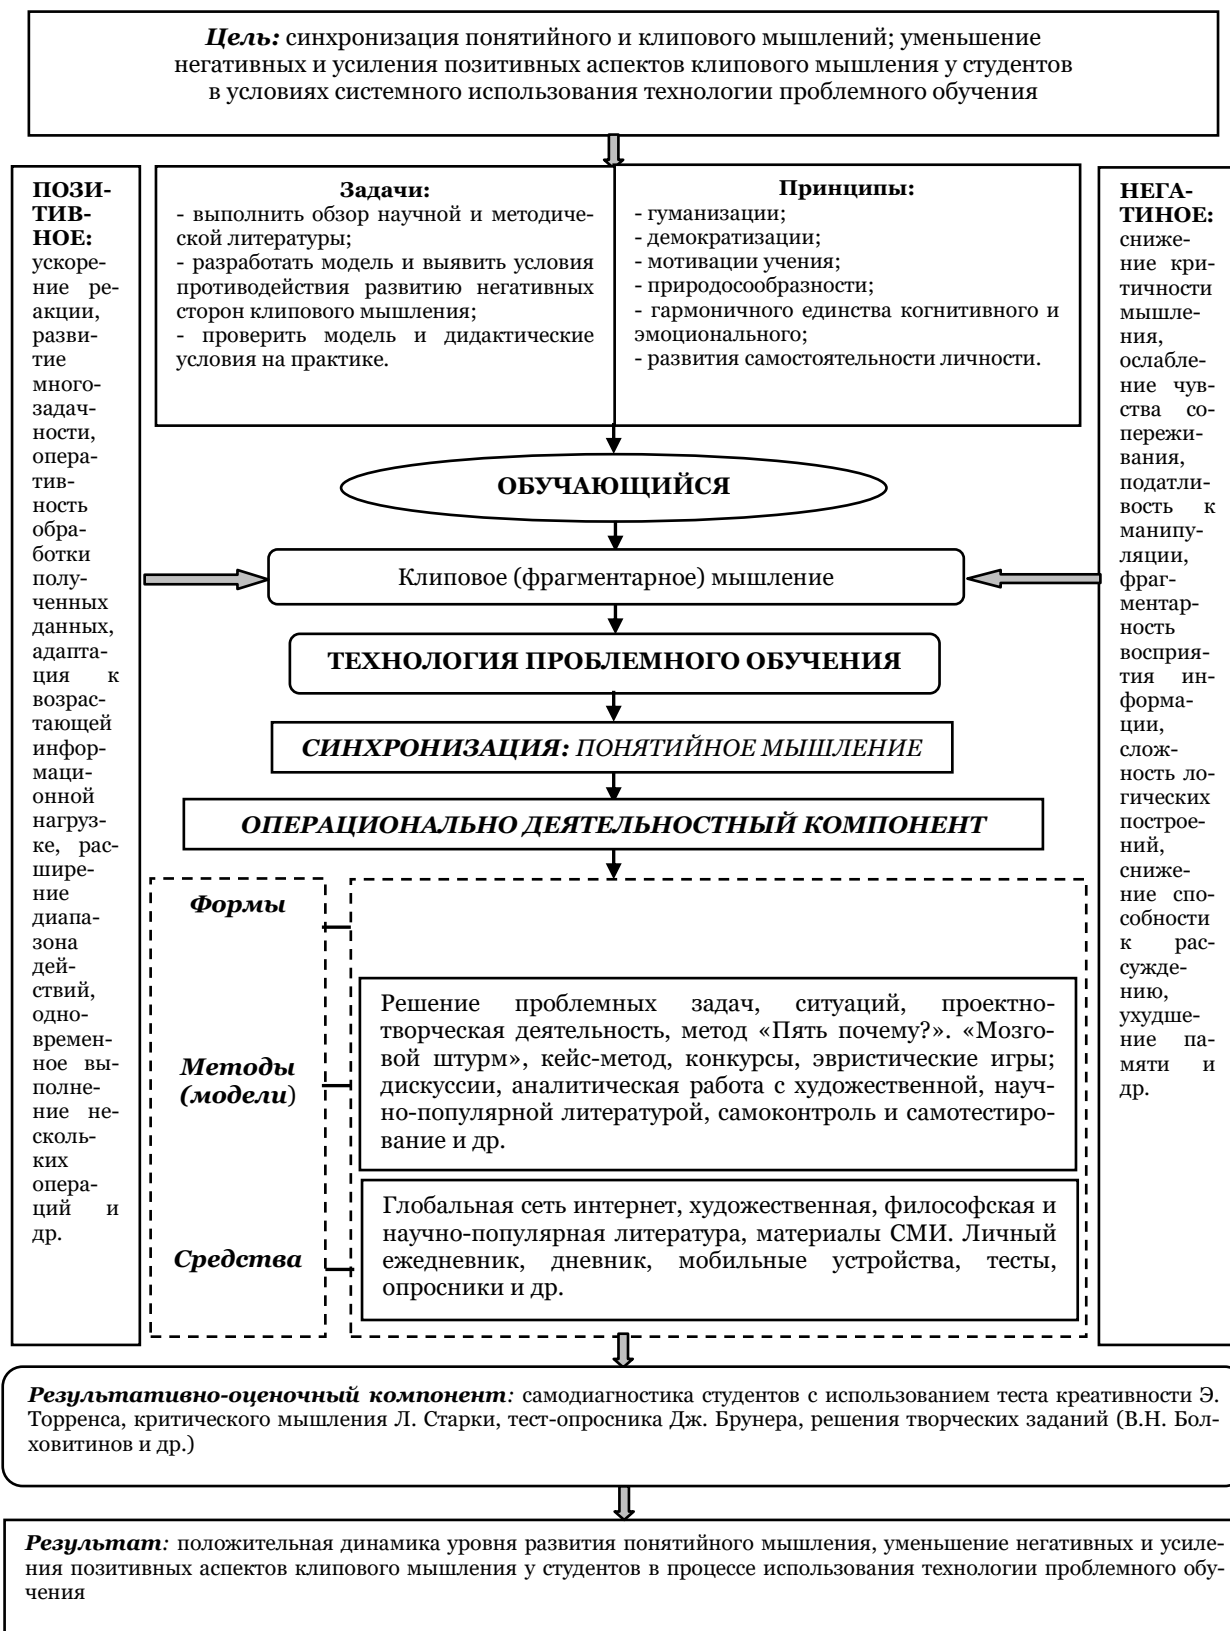 Цель: синхронизация понятийного и клипового мышлений; уменьшение
негативных и усиления позитивных аспектов клипового мышления у студентов
в условиях системного использования технологии проблемного обучения
ПОЗИ-
ТИВ-
НОЕ:
ускоре-
ние ре-
акции,
разви-
тие
много-
задач-
ности,
опера-
тив-
ность
обра-
ботки
полу-
ченных
данных,
адапта-
ция к
возрас-
тающей
инфор-
маци-
онной
нагруз-
ке, рас-
шире-
ние
диапа-
зона
дей-
ствий,
одно-
времен-
ное вы-
полне-
ние не-
сколь-
ких
опера-
ций и
др.
Задачи:
- выполнить обзор научной и методиче-
ской литературы;
- разработать модель и выявить условия
противодействия развитию негативных
сторон клипового мышления;
- проверить модель и дидактические
условия на практике.
Принципы:
- гуманизации;
- демократизации;
- мотивации учения;
- природосообразности;
- гармоничного единства когнитивного и
эмоционального;
- развития самостоятельности личности.
НЕГА-
ТИНОЕ:
сниже-
ние кри-
тичности
мышле-
ния,
ослабле-
ние чув-
ства со-
пережи-
вания,
податли-
вость к
манипу-
ляции,
фраг-
ментар-
ность
восприя-
тия ин-
форма-
ции,
слож-
ность ло-
гических
построе-
ний,
сниже-
ние спо-
собности
к рас-
сужде-
нию,
ухудше-
ние па-
мяти и
др.
ОБУЧАЮЩИЙСЯ
Клиповое (фрагментарное) мышление
ТЕХНОЛОГИЯ ПРОБЛЕМНОГО ОБУЧЕНИЯ
СИНХРОНИЗАЦИЯ: ПОНЯТИЙНОЕ МЫШЛЕНИЕ
ОПЕРАЦИОНАЛЬНО ДЕЯТЕЛЬНОСТНЫЙ КОМПОНЕНТ
Формы
Методы
(модели)
Средства
Решение проблемных задач, ситуаций, проектно-
творческая деятельность, метод «Пять почему?». «Мозго-
вой штурм», кейс-метод, конкурсы, эвристические игры;
дискуссии, аналитическая работа с художественной, науч-
но-популярной литературой, самоконтроль и самотестиро-
вание и др.
Глобальная сеть интернет, художественная, философская и
научно-популярная литература, материалы СМИ. Личный
ежедневник, дневник, мобильные устройства, тесты,
опросники и др.
Результативно-оценочный компонент: самодиагностика студентов с использованием теста креативности Э.
Торренса, критического мышления Л. Старки, тест-опросника Дж. Брунера, решения творческих заданий (В.Н. Бол-
ховитинов и др.)
Результат: положительная динамика уровня развития понятийного мышления, уменьшение негативных и усиле-
ния позитивных аспектов клипового мышления у студентов в процессе использования технологии проблемного обу-
чения